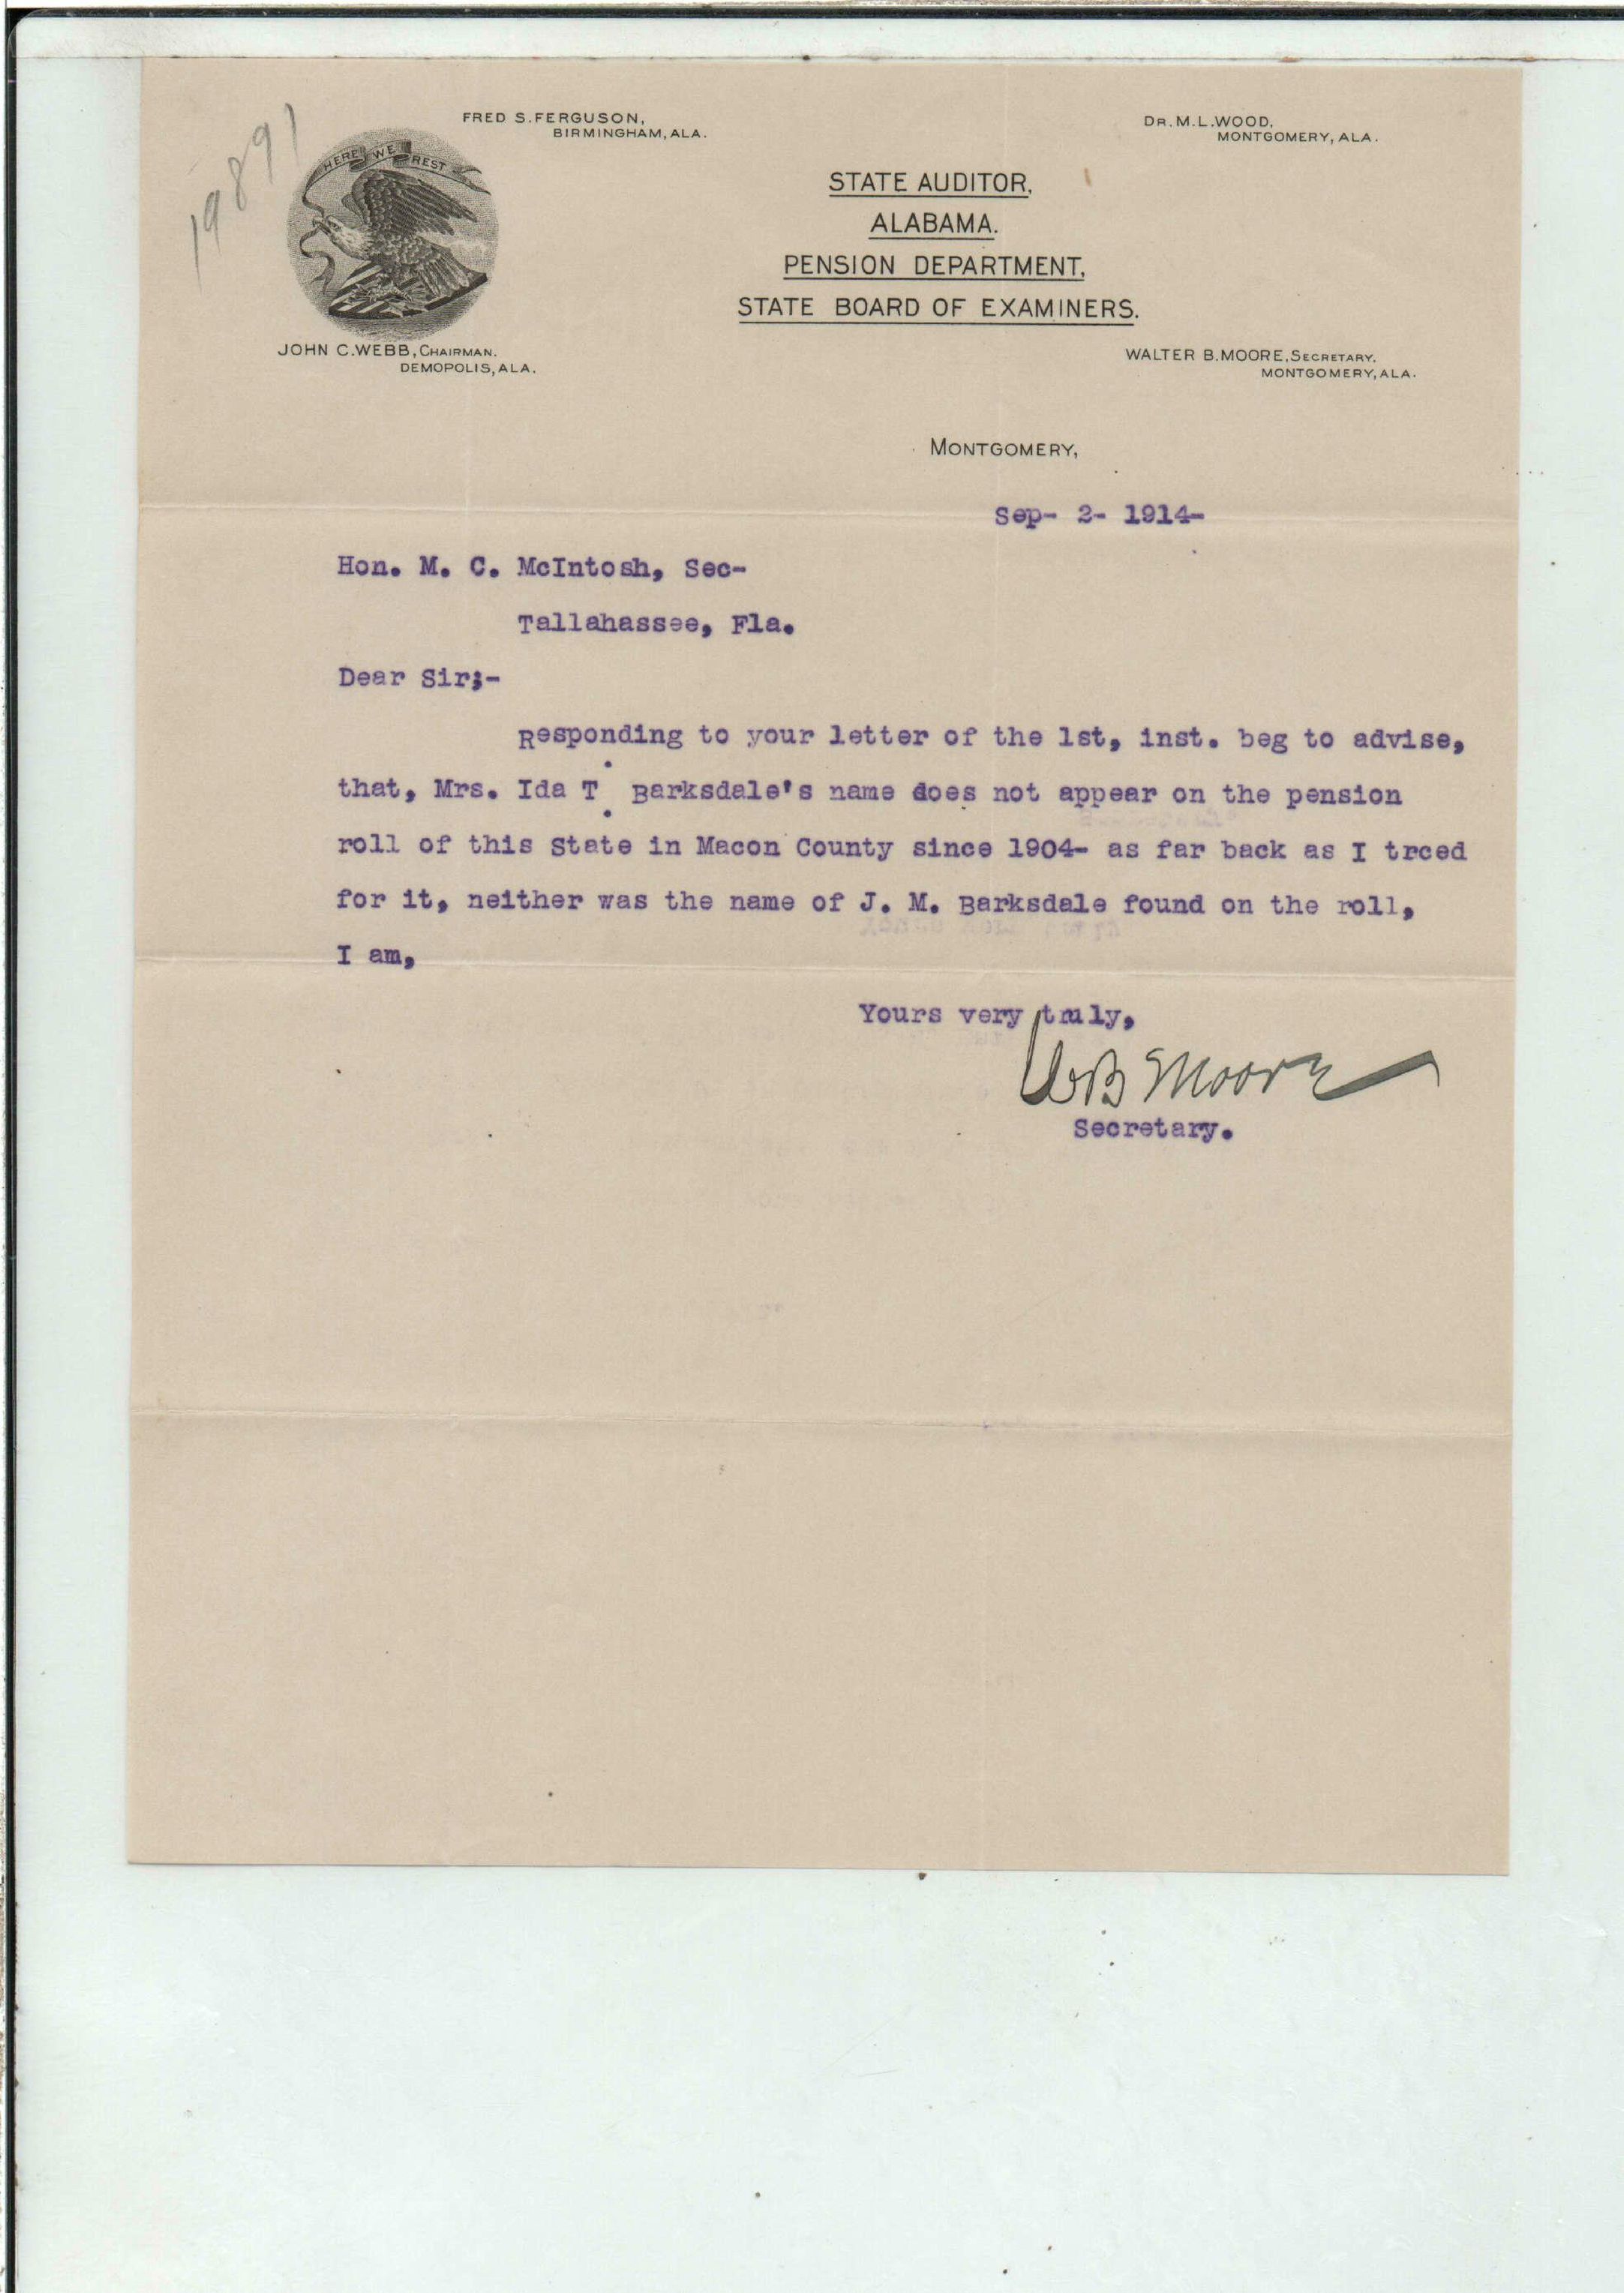 19891
FRED S. FERGUSON,
BIRMINGHAM, ALA.
DR. M. L. WOOD,
MONTGOMERY, ALA.
HERE WE REST
STATE AUDITOR,
ALABAMA.
PENSION DEPARTMENT,
STATE BOARD OF EXAMINERS.
JOHN C. WEBB, CHAIRMAN.
DEMOPOLIS, ALA.
WALTER B. MOORE, SECRETARY.
MONTGOMERY, ALA.
MONTGOMERY,
Sep- 2- 1914-
Hon. M. C. McIntosh, Sec-
Tallahassee, Fla.
Dear Sir;-
Responding to your letter of the 1st, inst. beg to advise,
that, Mrs. Ida T. Barksdale's name does not appear on the pension
roll of this State in Macon County since 1904- as far back as I trced
for it, neither was the name of J. M. Barksdale found on the roll,
I am,
Yours very truly,
WB Moore
Secretary.